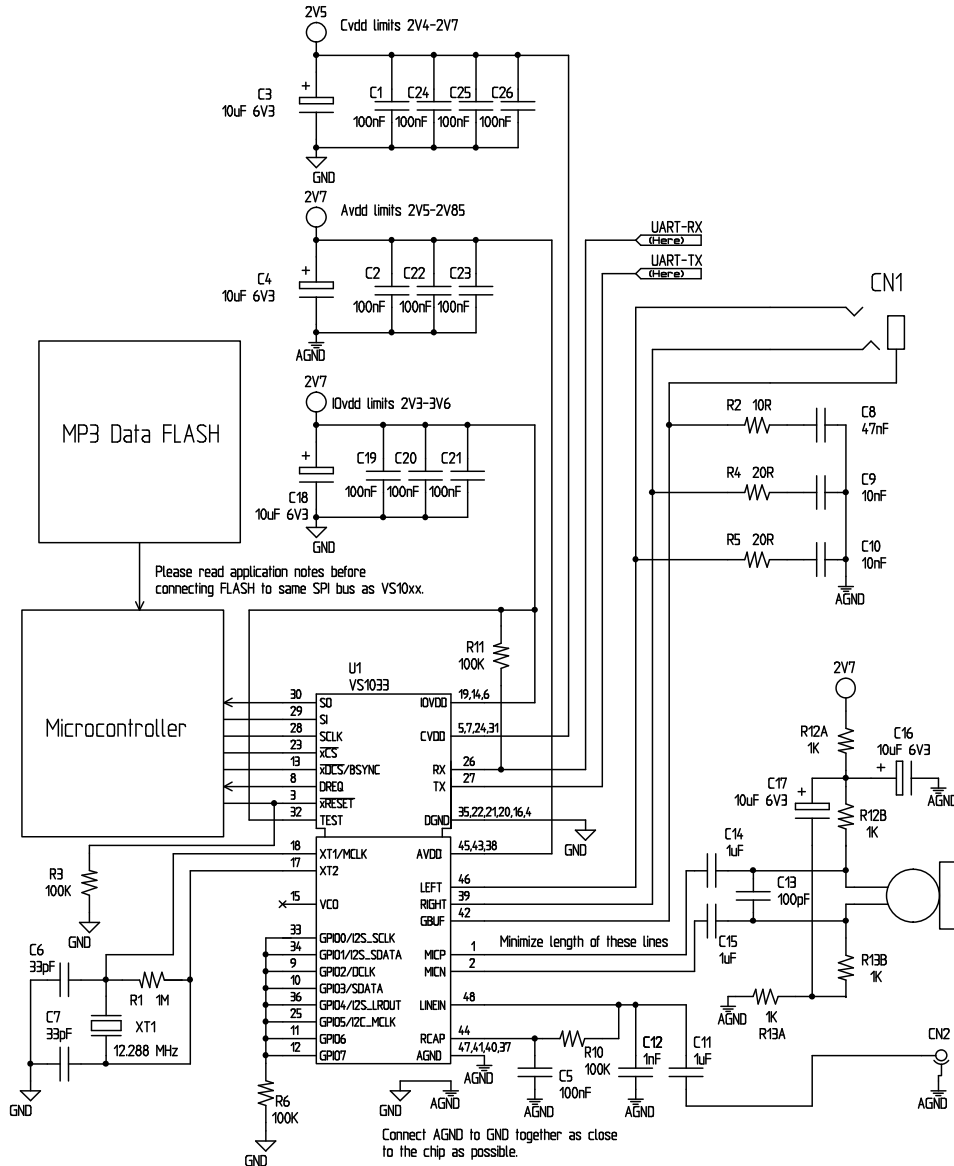 2V5
Cvdd limits 2V4-2V7
C3
10uF 6V3
+
C1
100nF
C24
100nF
C25
100nF
C26
100nF
GND
2V7
Avdd limits 2V5-2V85
C4
10uF 6V3
+
C2
100nF
C22
100nF
C23
100nF
AGND
UART-RX
(Here)
UART-TX
(Here)
CN1
2V7
IOvdd limits 2V3-3V6
+
C18
10uF 6V3
C19
100nF
C20
100nF
C21
100nF
GND
MP3 Data FLASH
R2 10R
C8
47nF
R4 20R
C9
10nF
R5 20R
C10
10nF
AGND
Please read application notes before
connecting FLASH to same SPI bus as VS10xx.
Microcontroller
R11
100K
U1
VS1033
30 SO
29 SI
28 SCLK
23 xCS
13 xDCS/BSYNC
8 DREQ
3 xRESET
32 TEST
18 XT1/MCLK
17 XT2
15 VCO
33 GPIO0/I2S_SCLK
34 GPIO1/I2S_SDATA
9 GPIO2/DCLK
10 GPIO3/SDATA
36 GPIO4/I2S_LROUT
25 GPIO5/I2C_MCLK
11 GPIO6
12 GPIO7
IOVDD 19,14,6
CVDD 5,7,24,31
RX 26
TX 27
DGND 35,22,21,20,16,4
GND
AVDD 45,43,38
LEFT 46
RIGHT 39
GBUF 42
MICP 1
MICN 2
LINEIN 48
RCAP 44
AGND 47,41,40,37
AGND
Minimize length of these lines
2V7
R12A
1K
C16
10uF 6V3
+
AGND
C17
10uF 6V3
+
R12B
1K
C14
1uF
C13
100pF
C15
1uF
R13B
1K
AGND
1K
R13A
R3
100K
GND
C6
33pF
R1 1M
C7
33pF
XT1
12.288 MHz
GND
R6
100K
GND
R10
100K
C5
100nF
AGND
C12
1nF
AGND
C11
1uF
CN2
AGND
GND
AGND
Connect AGND to GND together as close
to the chip as possible.